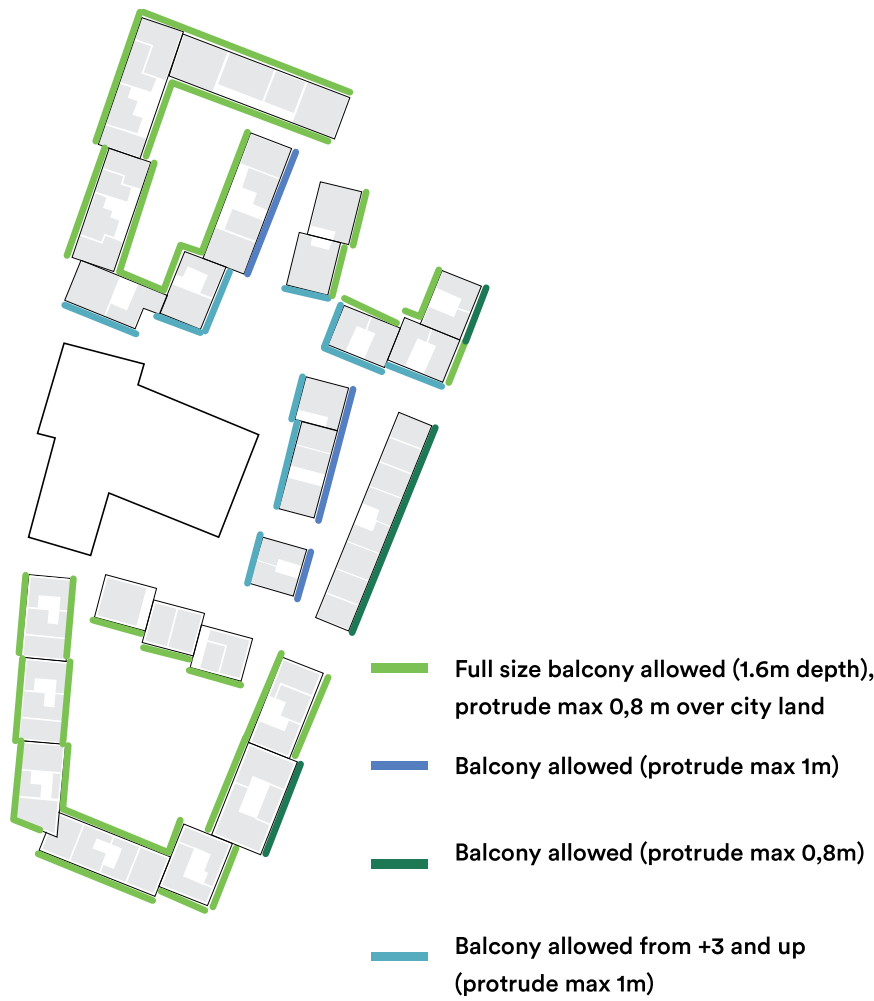 Full size balcony allowed (1.6m depth),
protrude max 0,8 m over city land
Balcony allowed (protrude max 1m)
Balcony allowed (protrude max 0,8m)
Balcony allowed from +3 and up
(protrude max 1m)